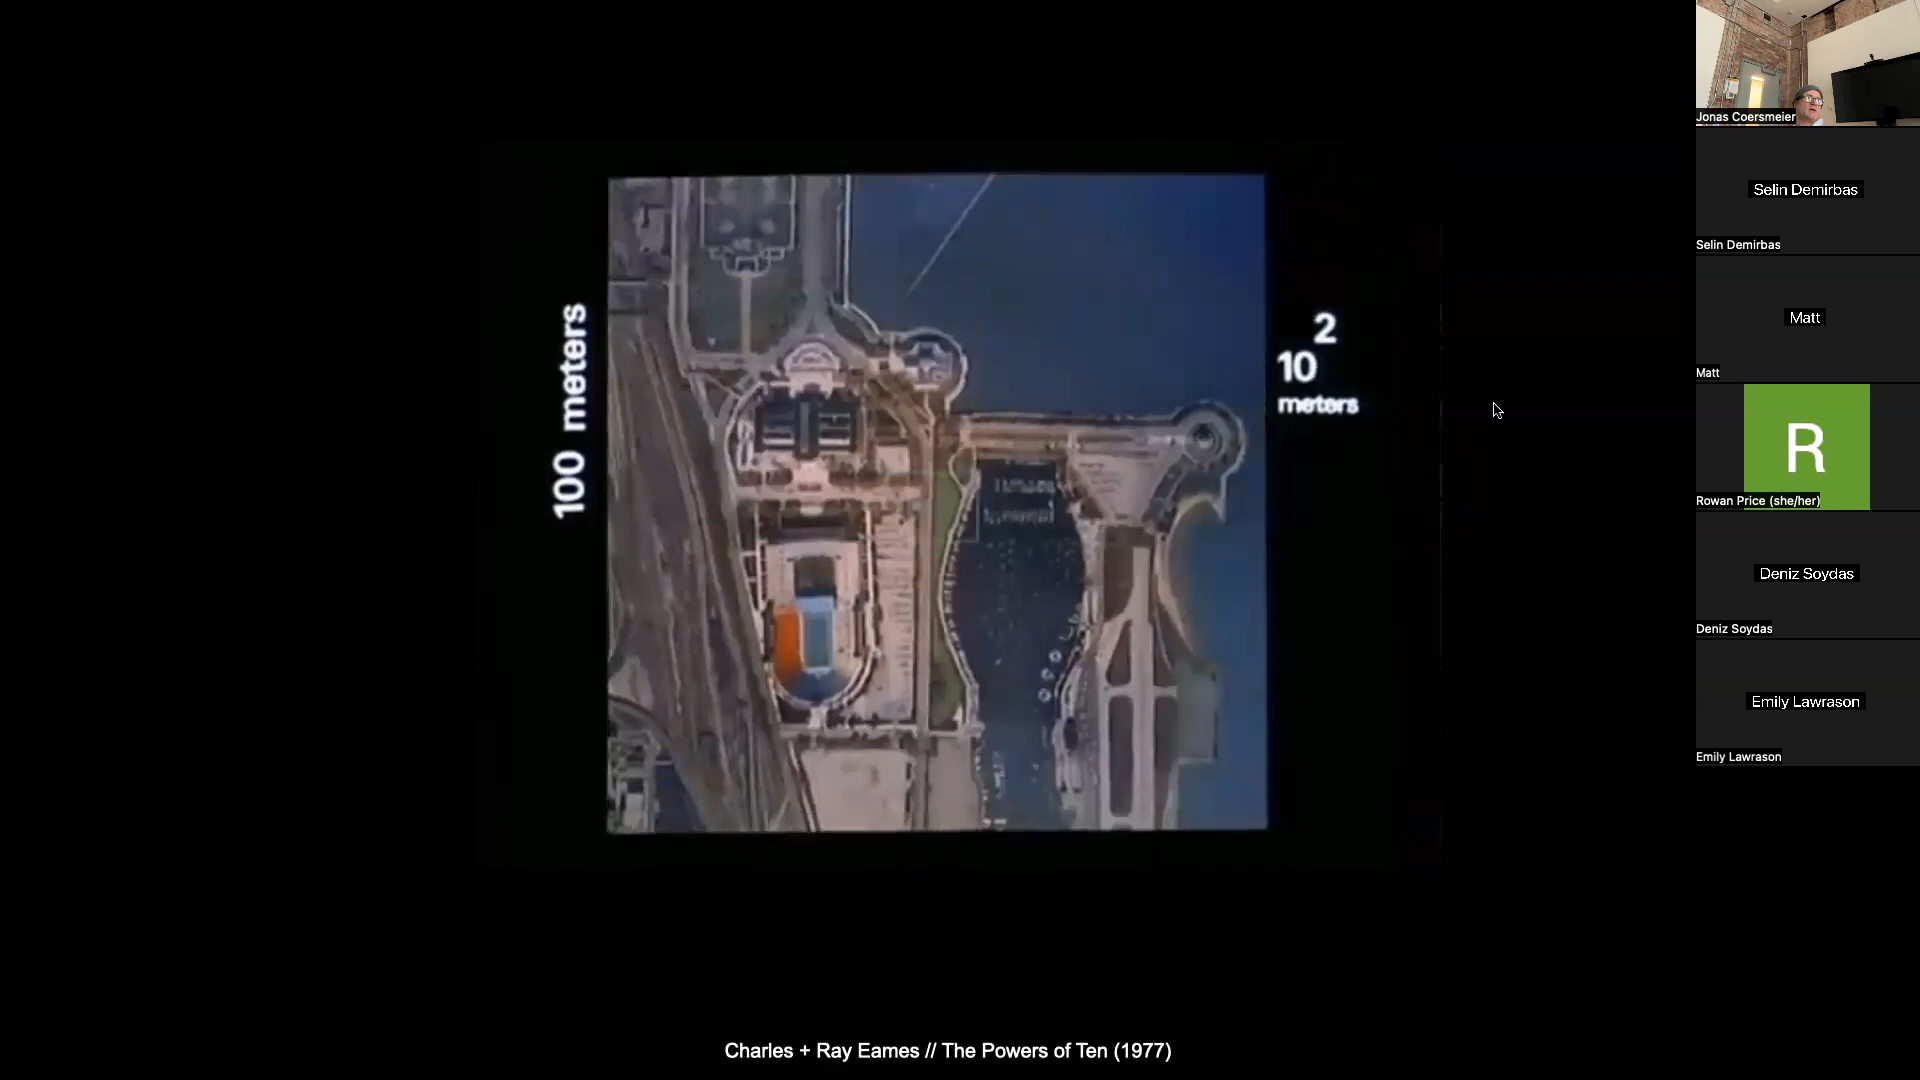 100 meters
2
10
meters
Charles + Ray Eames // The Powers of Ten (1977)
Jonas Coersmeier
Selin Demirbas
Selin Demirbas
Matt
Matt
R
Rowan Price (she/her)
Deniz Soydas
Deniz Soydas
Emily Lawrason
Emily Lawrason